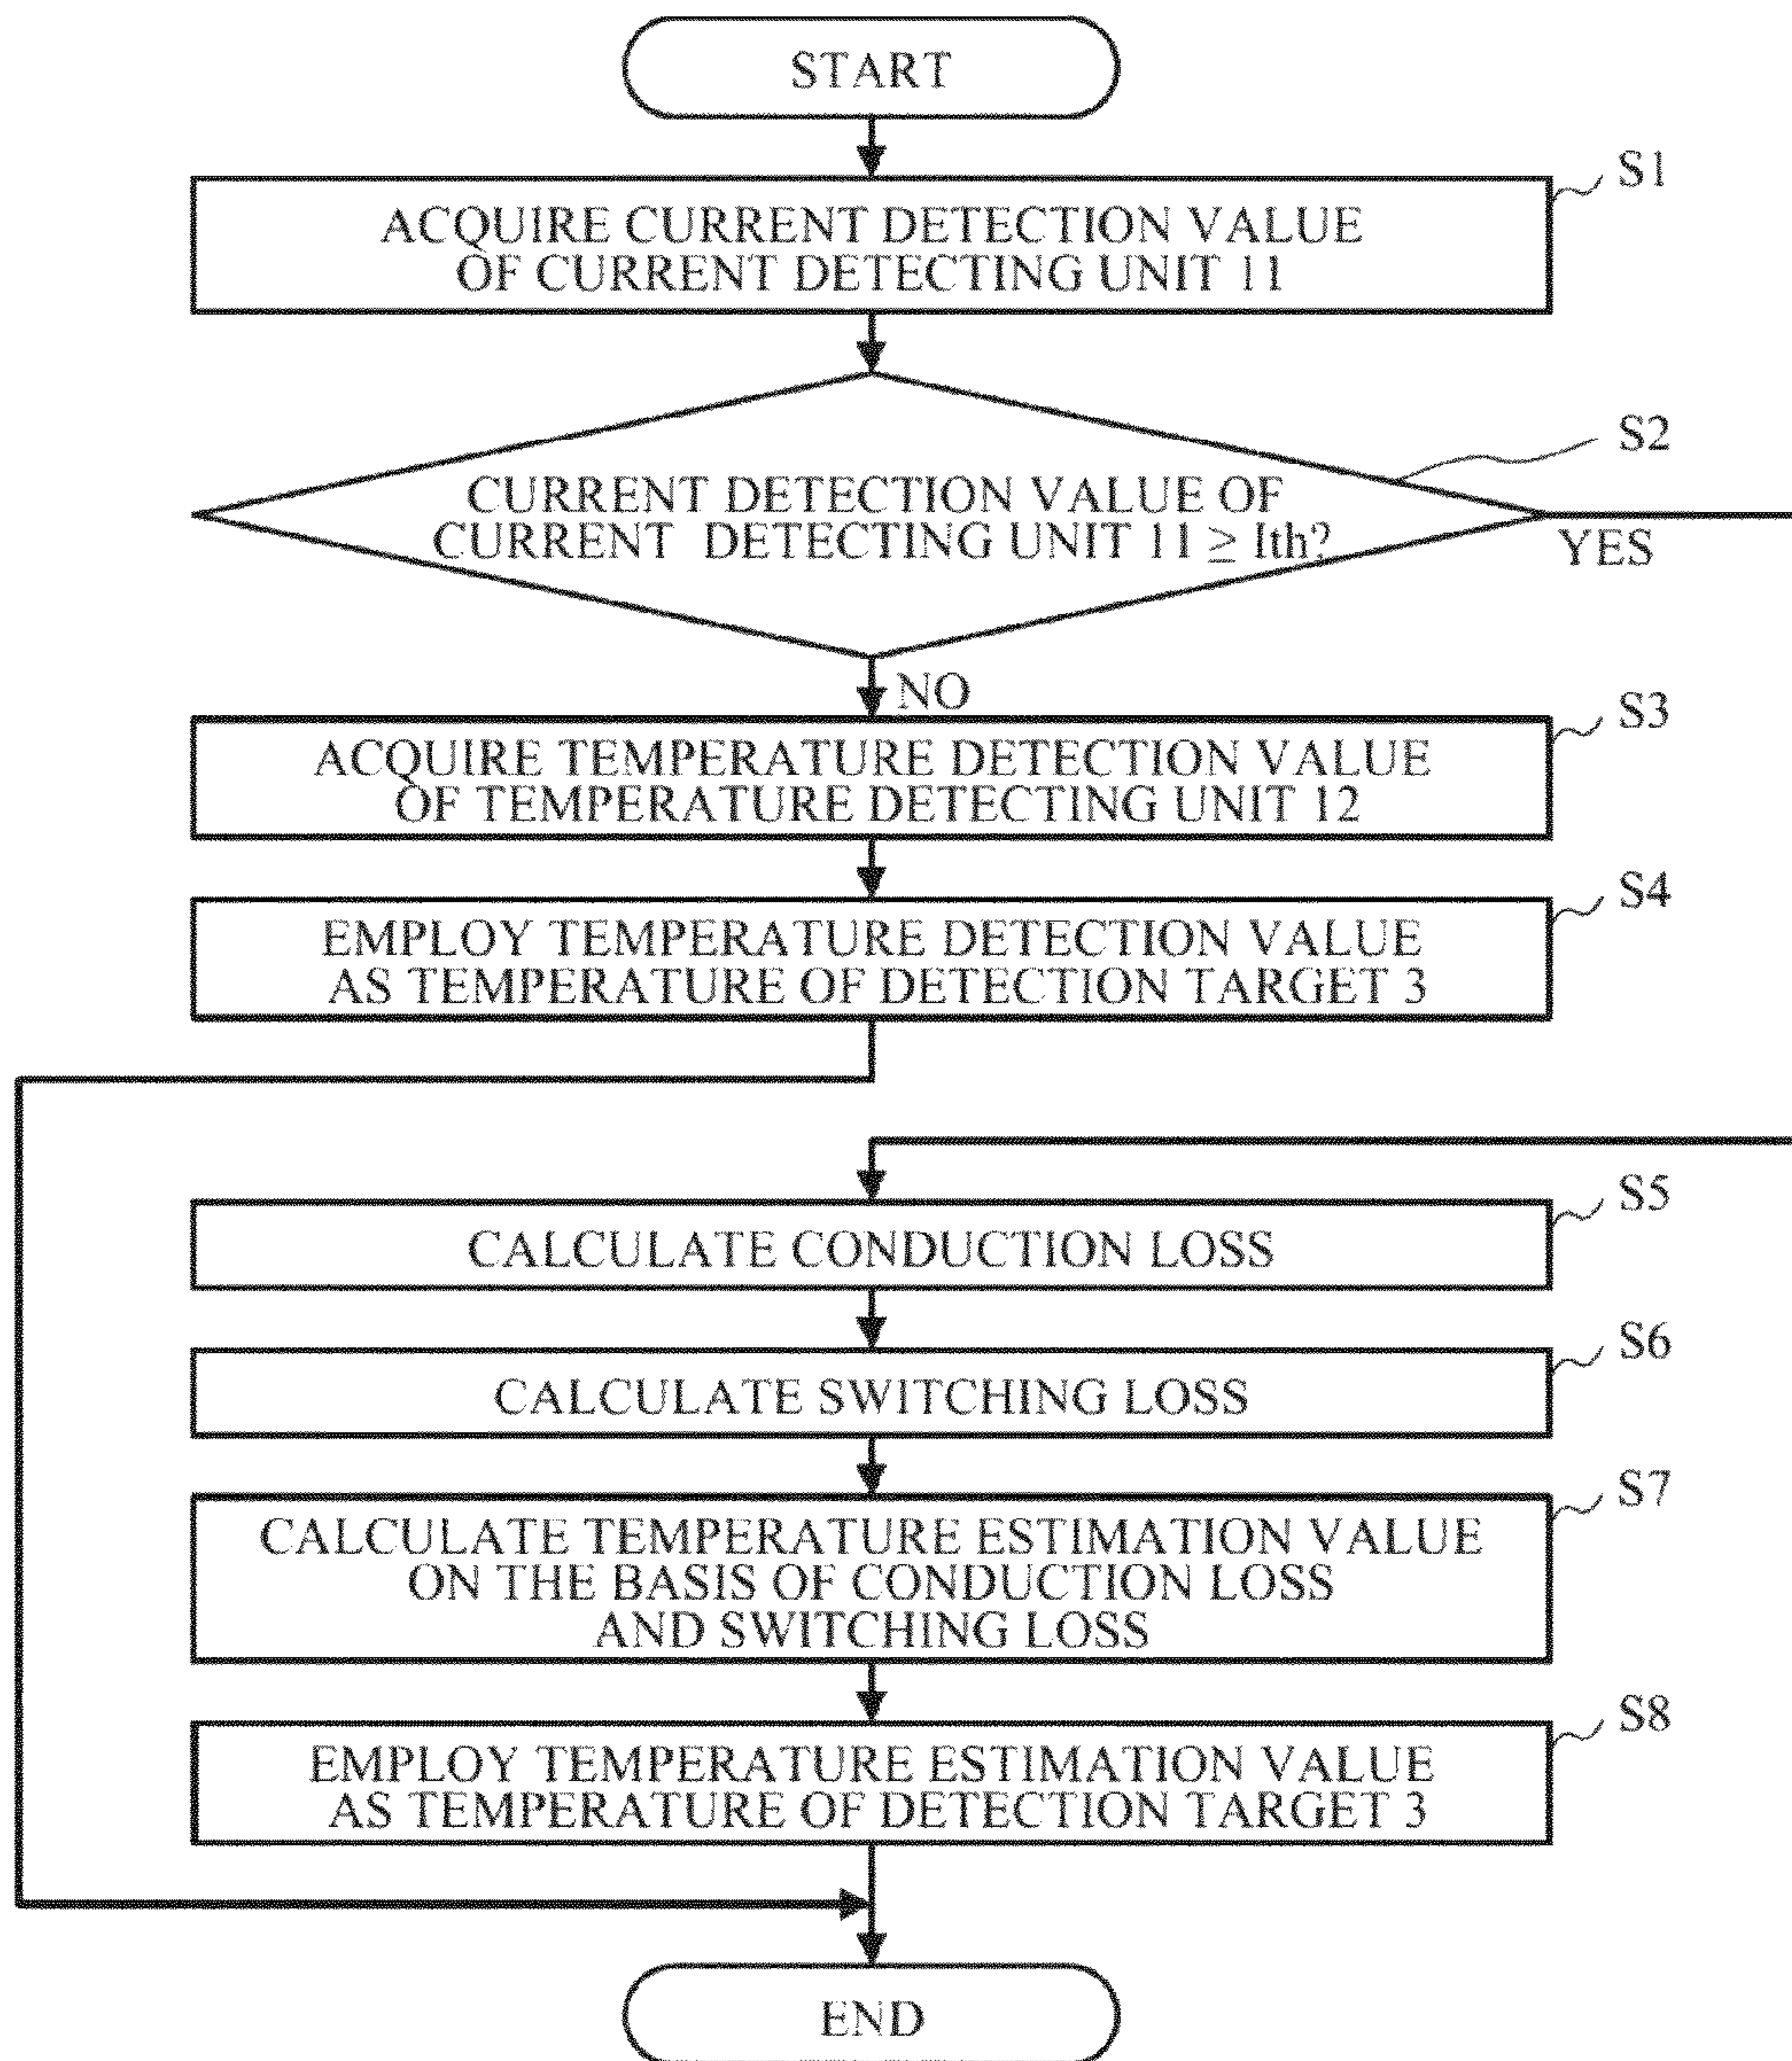 START
S1
ACQUIRE CURRENT DETECTION VALUE
OF CURRENT DETECTING UNIT 11
S2
CURRENT DETECTION VALUE OF
CURRENT DETECTING UNIT 11 ≥ Ith?
YES
NO
S3
ACQUIRE TEMPERATURE DETECTION VALUE
OF TEMPERATURE DETECTING UNIT 12
S4
EMPLOY TEMPERATURE DETECTION VALUE
AS TEMPERATURE OF DETECTION TARGET 3
S5
CALCULATE CONDUCTION LOSS
S6
CALCULATE SWITCHING LOSS
S7
CALCULATE TEMPERATURE ESTIMATION VALUE
ON THE BASIS OF CONDUCTION LOSS
AND SWITCHING LOSS
S8
EMPLOY TEMPERATURE ESTIMATION VALUE
AS TEMPERATURE OF DETECTION TARGET 3
END